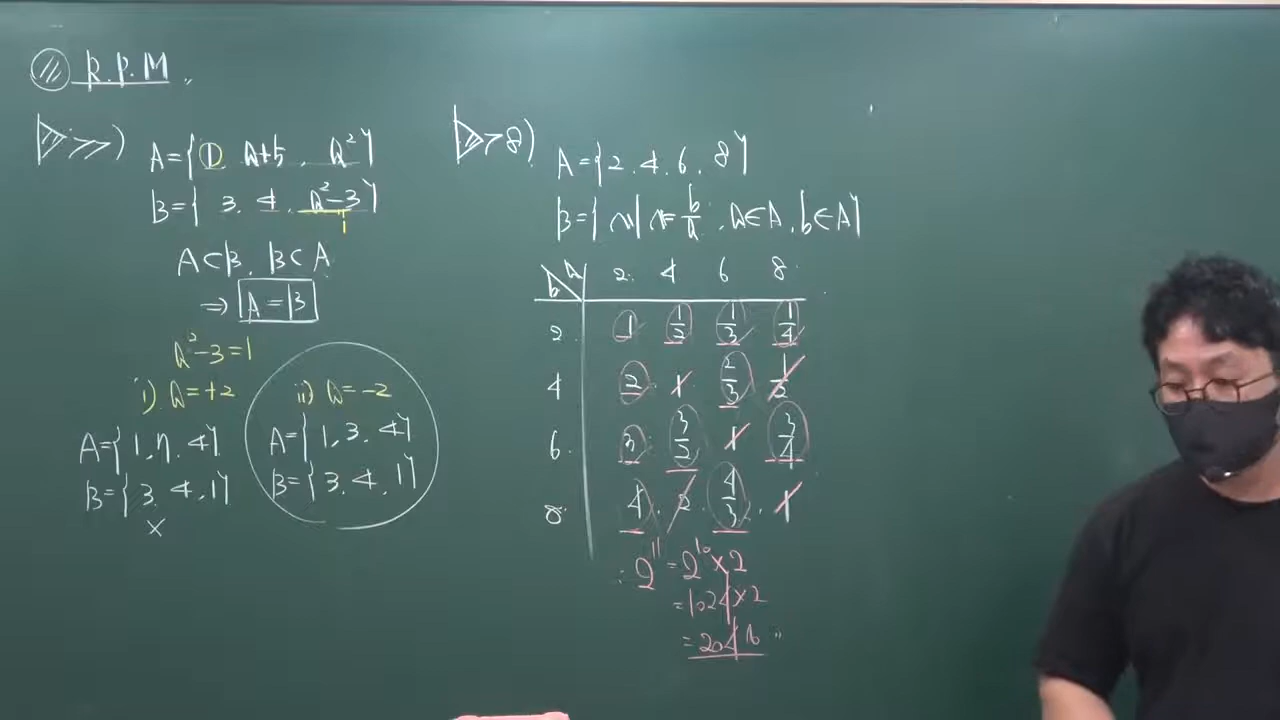 R.P.M
A={1, a+5, a²}
B={3, 4, a²-3}
1
A⊂B, B⊂A
⇒ A=B
a²-3=1
i) a=+2
A={1, 7, 4}
B={3, 4, 1}
×
ii) a=-2
A={1, 3, 4}
B={3, 4, 1}
8)
A={2, 4, 6, 8}
B={x|x=b/a, a∈A, b∈A}
b\a 2 4 6 8
2 1 1/2 1/3 1/4
4 2 1 2/3 1/2
6 3 3/2 1 3/4
8 4 2 4/3 1
: 2¹¹ = 2¹⁰×2
=1024×2
=2048